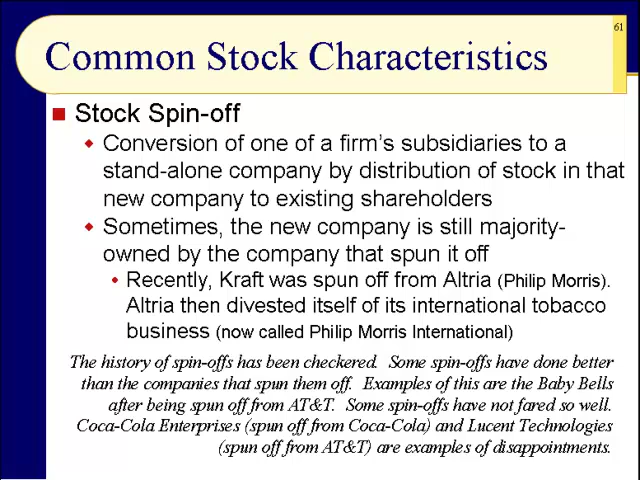 61
Common Stock Characteristics
Stock Spin-off
Conversion of one of a firm's subsidiaries to a
stand-alone company by distribution of stock in that
new company to existing shareholders
Sometimes, the new company is still majority-
owned by the company that spun it off
Recently, Kraft was spun off from Altria (Philip Morris).
Altria then divested itself of its international tobacco
business (now called Philip Morris International)
The history of spin-offs has been checkered. Some spin-offs have done better
than the companies that spun them off. Examples of this are the Baby Bells
after being spun off from AT&T. Some spin-offs have not fared so well.
Coca-Cola Enterprises (spun off from Coca-Cola) and Lucent Technologies
(spun off from AT&T) are examples of disappointments.